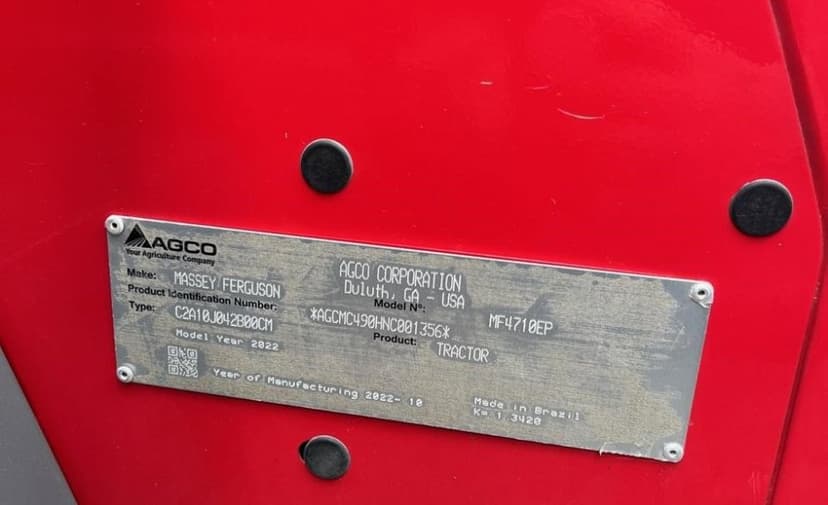 AGCO
Your Agriculture Company
AGCO CORPORATION
Duluth, GA - USA
Make: MASSEY FERGUSON
Model Nº: MF4710EP
Product Identification Number: *AGCMC490HNC001356*
Type: C2A10J042B00CM
Product: TRACTOR
Model Year 2022
Year of Manufacturing 2022- 10
Made in Brazil
K= 1.3420